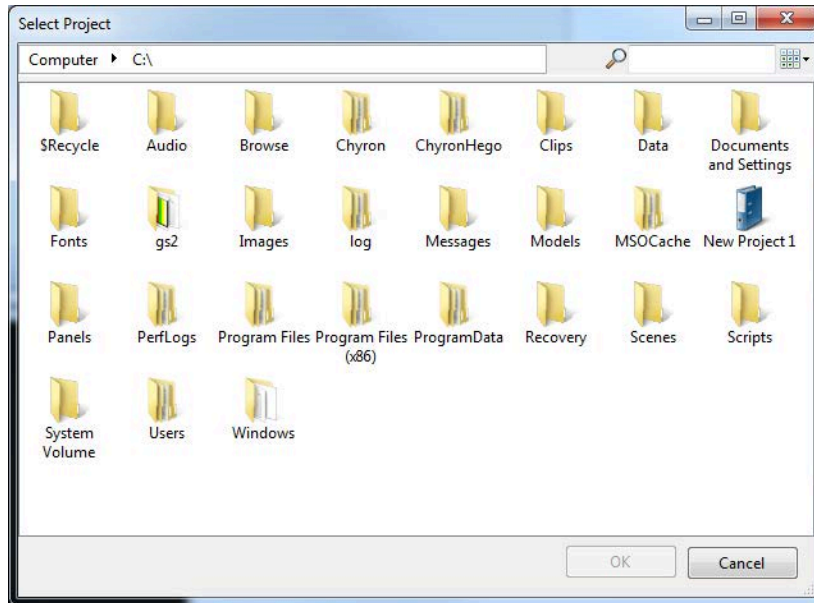 Select Project
Computer C:\
$Recycle Audio Browse Chyron ChyronHego Clips Data Documents
and Settings
Fonts gs2 Images log Messages Models MSOCache New Project 1
Panels PerfLogs Program Files Program Files ProgramData Recovery Scenes Scripts
(x86)
System Users Windows
Volume
OK Cancel